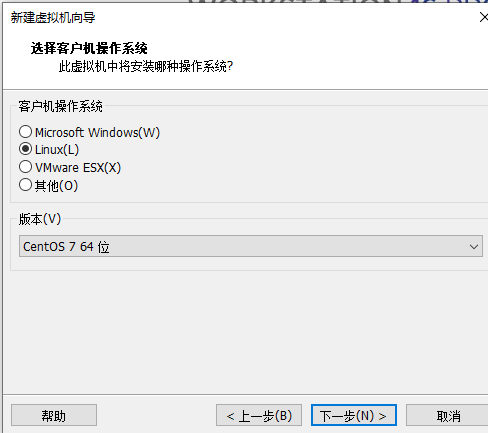 新建虚拟机向导
选择客户机操作系统
此虚拟机中将安装哪种操作系统?
客户机操作系统
Microsoft Windows(W)
Linux(L)
VMware ESX(X)
其他(O)
版本(V)
CentOS 7 64 位
帮助
< 上一步(B)
下一步(N) >
取消